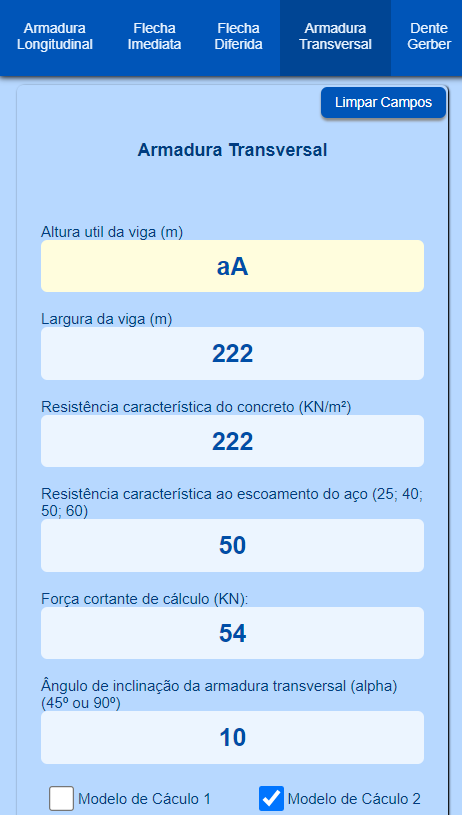 Armadura
Longitudinal
Flecha
Imediata
Flecha
Diferida
Armadura
Transversal
Dente
Gerber
Limpar Campos
Armadura Transversal
Altura util da viga (m)
aA
Largura da viga (m)
222
Resistência característica do concreto (KN/m²)
222
Resistência característica ao escoamento do aço (25; 40;
50; 60)
50
Força cortante de cálculo (KN):
54
Ângulo de inclinação da armadura transversal (alpha)
(45º ou 90º)
10
Modelo de Cáculo 1
Modelo de Cáculo 2